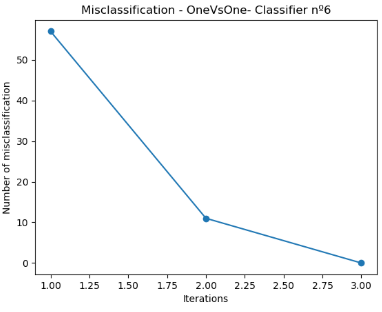 Misclassification - OneVsOne- Classifier nº6
Number of misclassification
50
40
30
20
10
0
1.00 1.25 1.50 1.75 2.00 2.25 2.50 2.75 3.00
Iterations